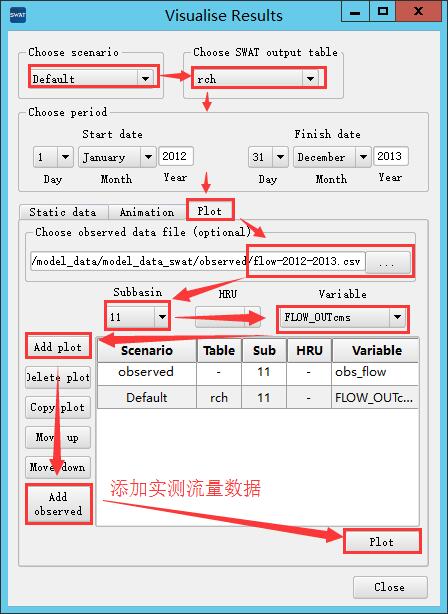 SWAT
Visualise Results
Choose scenario
Choose SWAT output table
Default
rch
Choose period
Start date
Finish date
1
January
2012
31
December
2013
Day
Month
Year
Day
Month
Year
Static data
Animation
Plot
Choose observed data file (optional)
/model_data/model_data_swat/observed/flow-2012-2013.csv
...
Subbasin
HRU
Variable
11
-
FLOW_OUTcms
Add plot
Delete plot
Copy plot
Move up
Move down
Add
observed
Scenario Table Sub HRU Variable
observed - 11 - obs_flow
Default rch 11 - FLOW_OUTc...
添加实测流量数据
Plot
Close